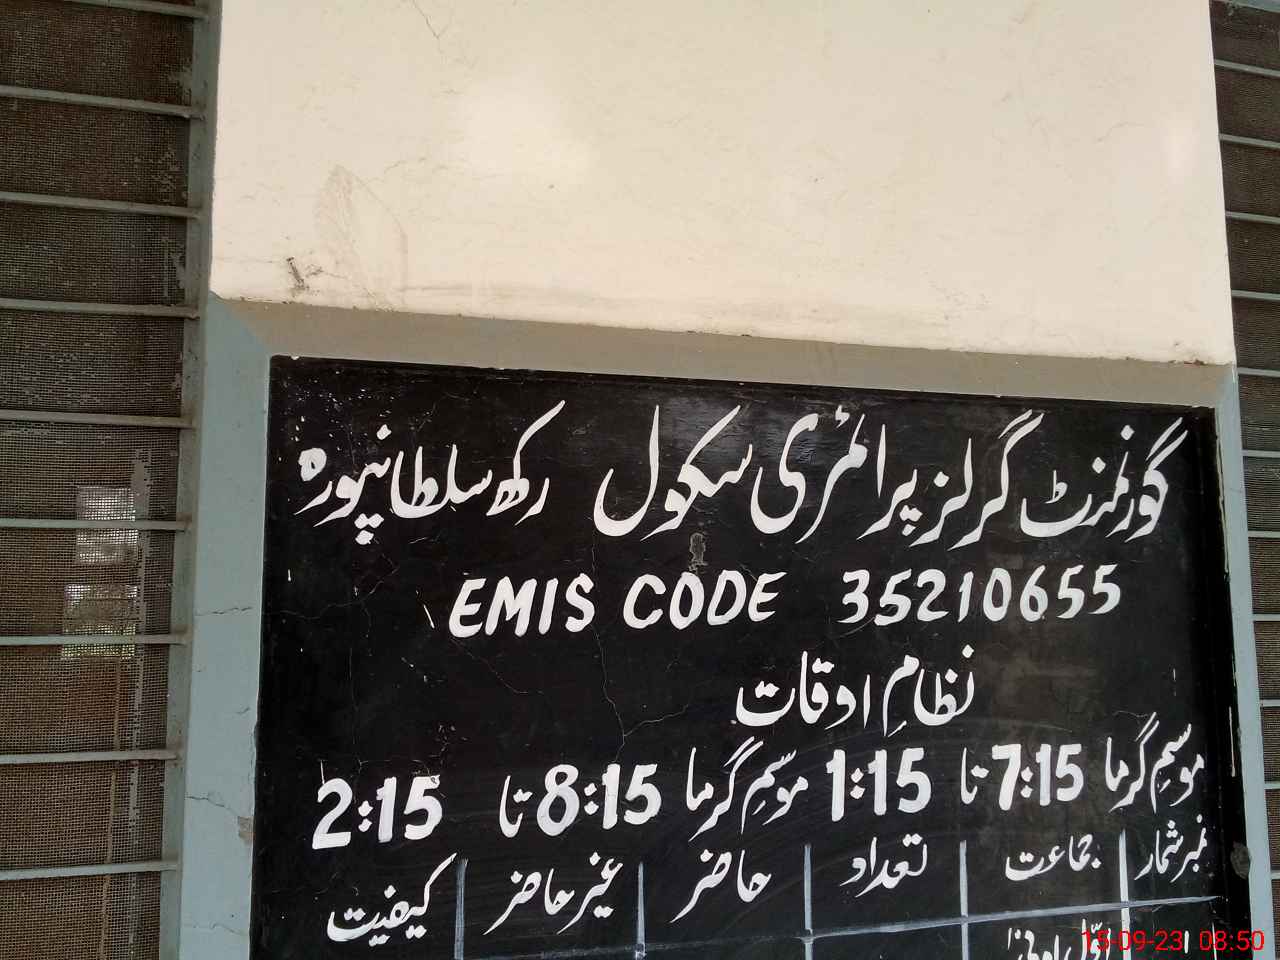 گورنمنٹ گرلز پرائمری سکول رکھ سلطانپورہ
EMIS CODE 35210655
نظامِ اوقات
موسمِ گرما 7:15 تا 1:15 موسمِ گرما 8:15 تا 2:15
نمبر شمار جماعت تعداد حاضر غیر حاضر کیفیت
15-09-23 08:50